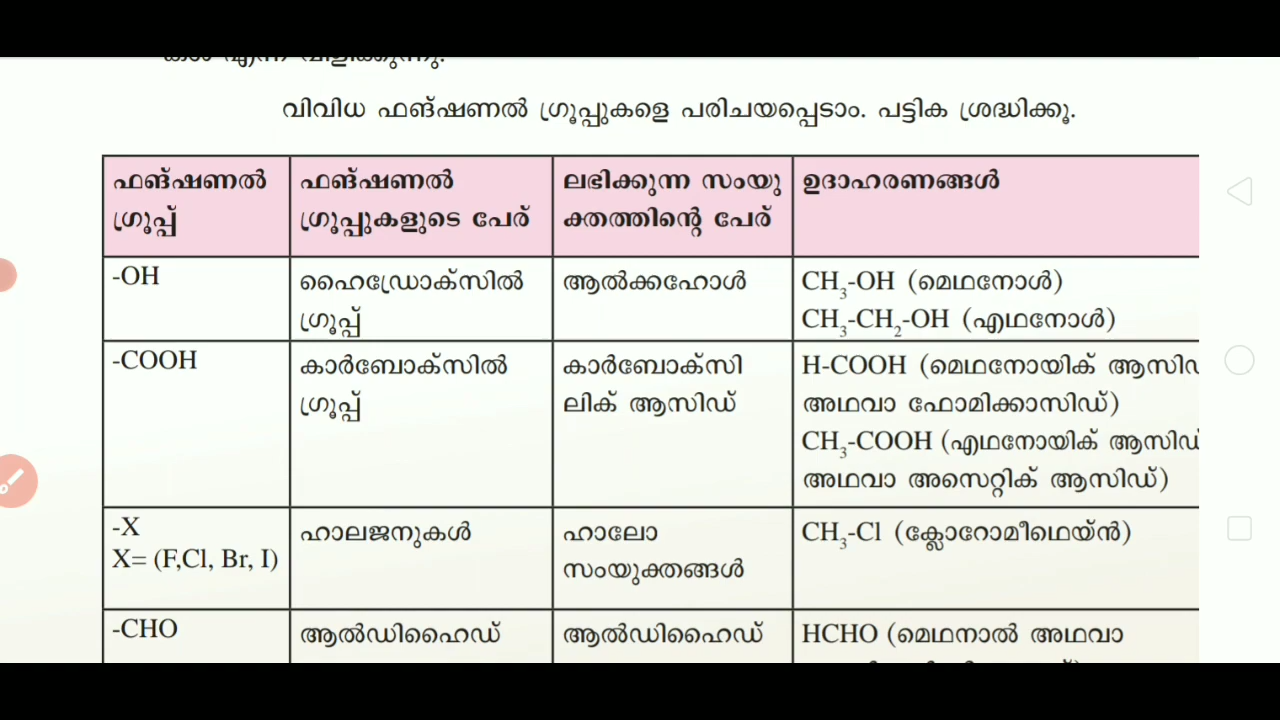 വിവിധ ഫങ്ഷണൽ ഗ്രൂപ്പുകളെ പരിചയപ്പെടാം. പട്ടിക ശ്രദ്ധിക്കൂ.
ഫങ്ഷണൽ ഗ്രൂപ്പ്
ഫങ്ഷണൽ ഗ്രൂപ്പുകളുടെ പേര്
ലഭിക്കുന്ന സംയുക്തത്തിന്റെ പേര്
ഉദാഹരണങ്ങൾ
-OH
ഹൈഡ്രോക്സിൽ
ഗ്രൂപ്പ്
ആൽക്കഹോൾ
CH₃-OH (മെഥനോൾ)
CH₃-CH₂-OH (എഥനോൾ)
-COOH
കാർബോക്സിൽ
ഗ്രൂപ്പ്
കാർബോക്സി
ലിക് ആസിഡ്
H-COOH (മെഥനോയിക്
അഥവാ ഫോമിക്കാസിഡ്)
CH₃-COOH (എഥനോയിക്
അഥവാ അസെറ്റിക് ആസിഡ്)
-X
X= (F,Cl, Br, I)
ഹാലജനുകൾ
ഹാലോ
സംയുക്തങ്ങൾ
CH₃-Cl (ക്ലോറോമീഥെയ്ൻ)
-CHO
ആൽഡിഹൈഡ്
ആൽഡിഹൈഡ്
HCHO (മെഥനാൽ അഥവാ